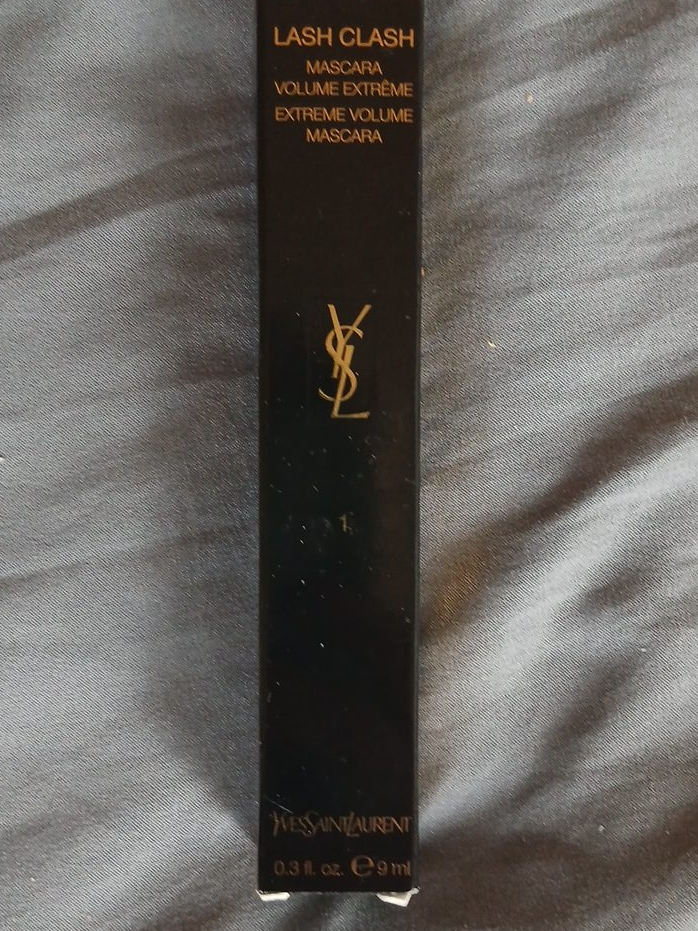 LASH CLASH
MASCARA
VOLUME EXTRÊME
EXTREME VOLUME
MASCARA
YSL
1
YVESSAINTLAURENT
0.3 fl. oz. ℮ 9 ml